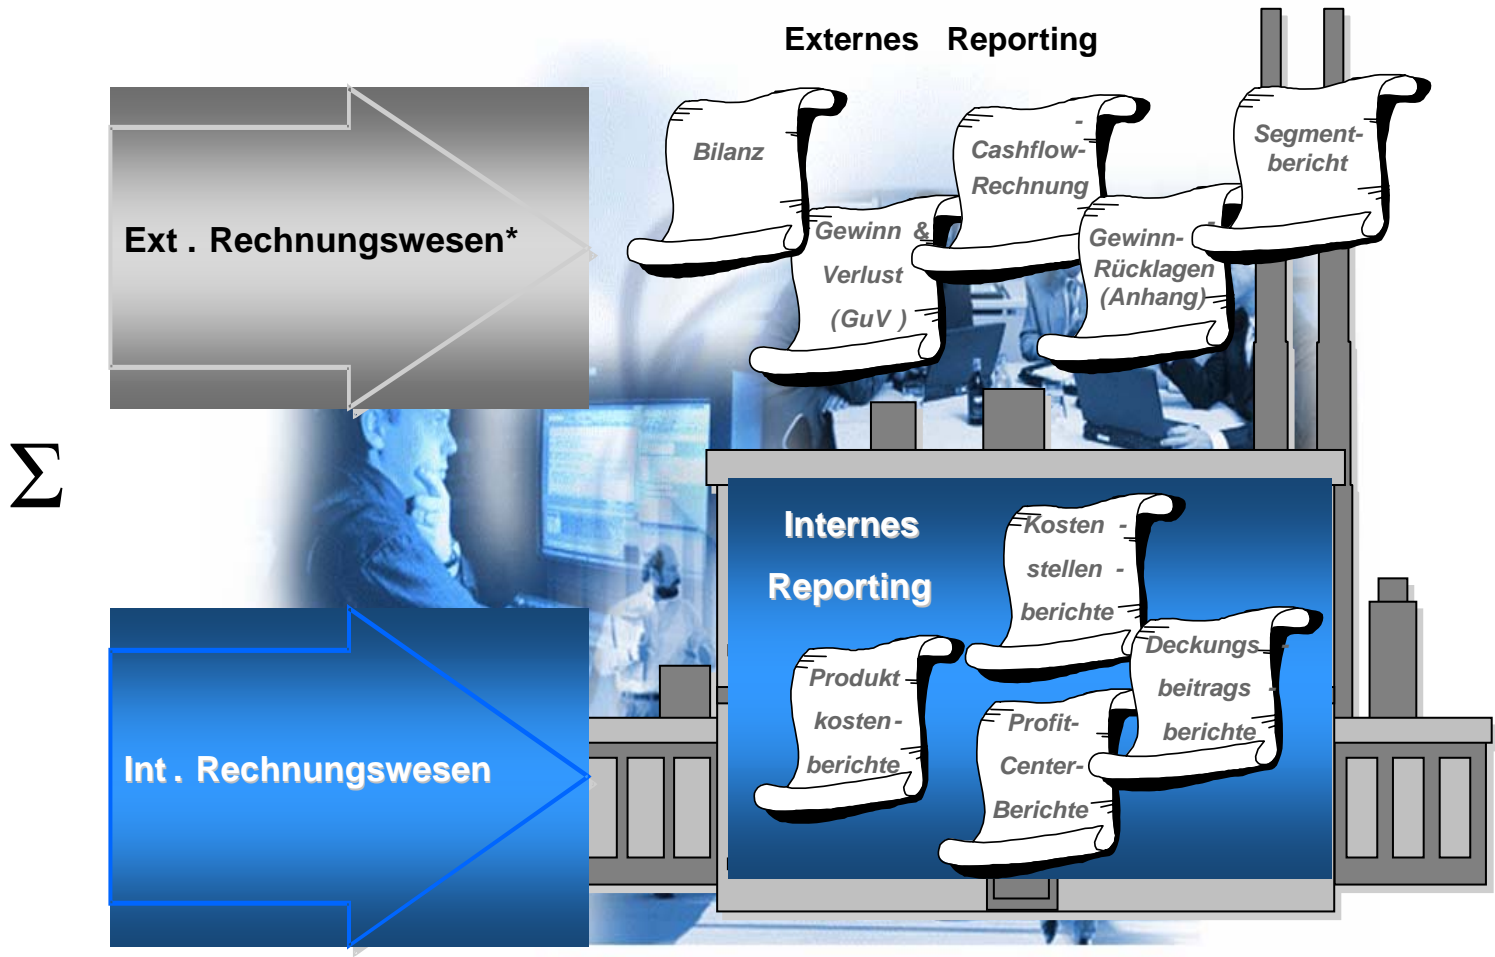 Externes Reporting
Bilanz
Gewinn &
Verlust
(GuV )
-
Cashflow-
Rechnung
-
Gewinn-
Rücklagen
(Anhang)
Segment-
bericht
Ext . Rechnungswesen*
Σ
Internes
Reporting
Kosten -
stellen -
berichte
Deckungs -
beitrags -
berichte
Produkt -
kosten-
berichte
Profit-
Center-
Berichte
Int . Rechnungswesen